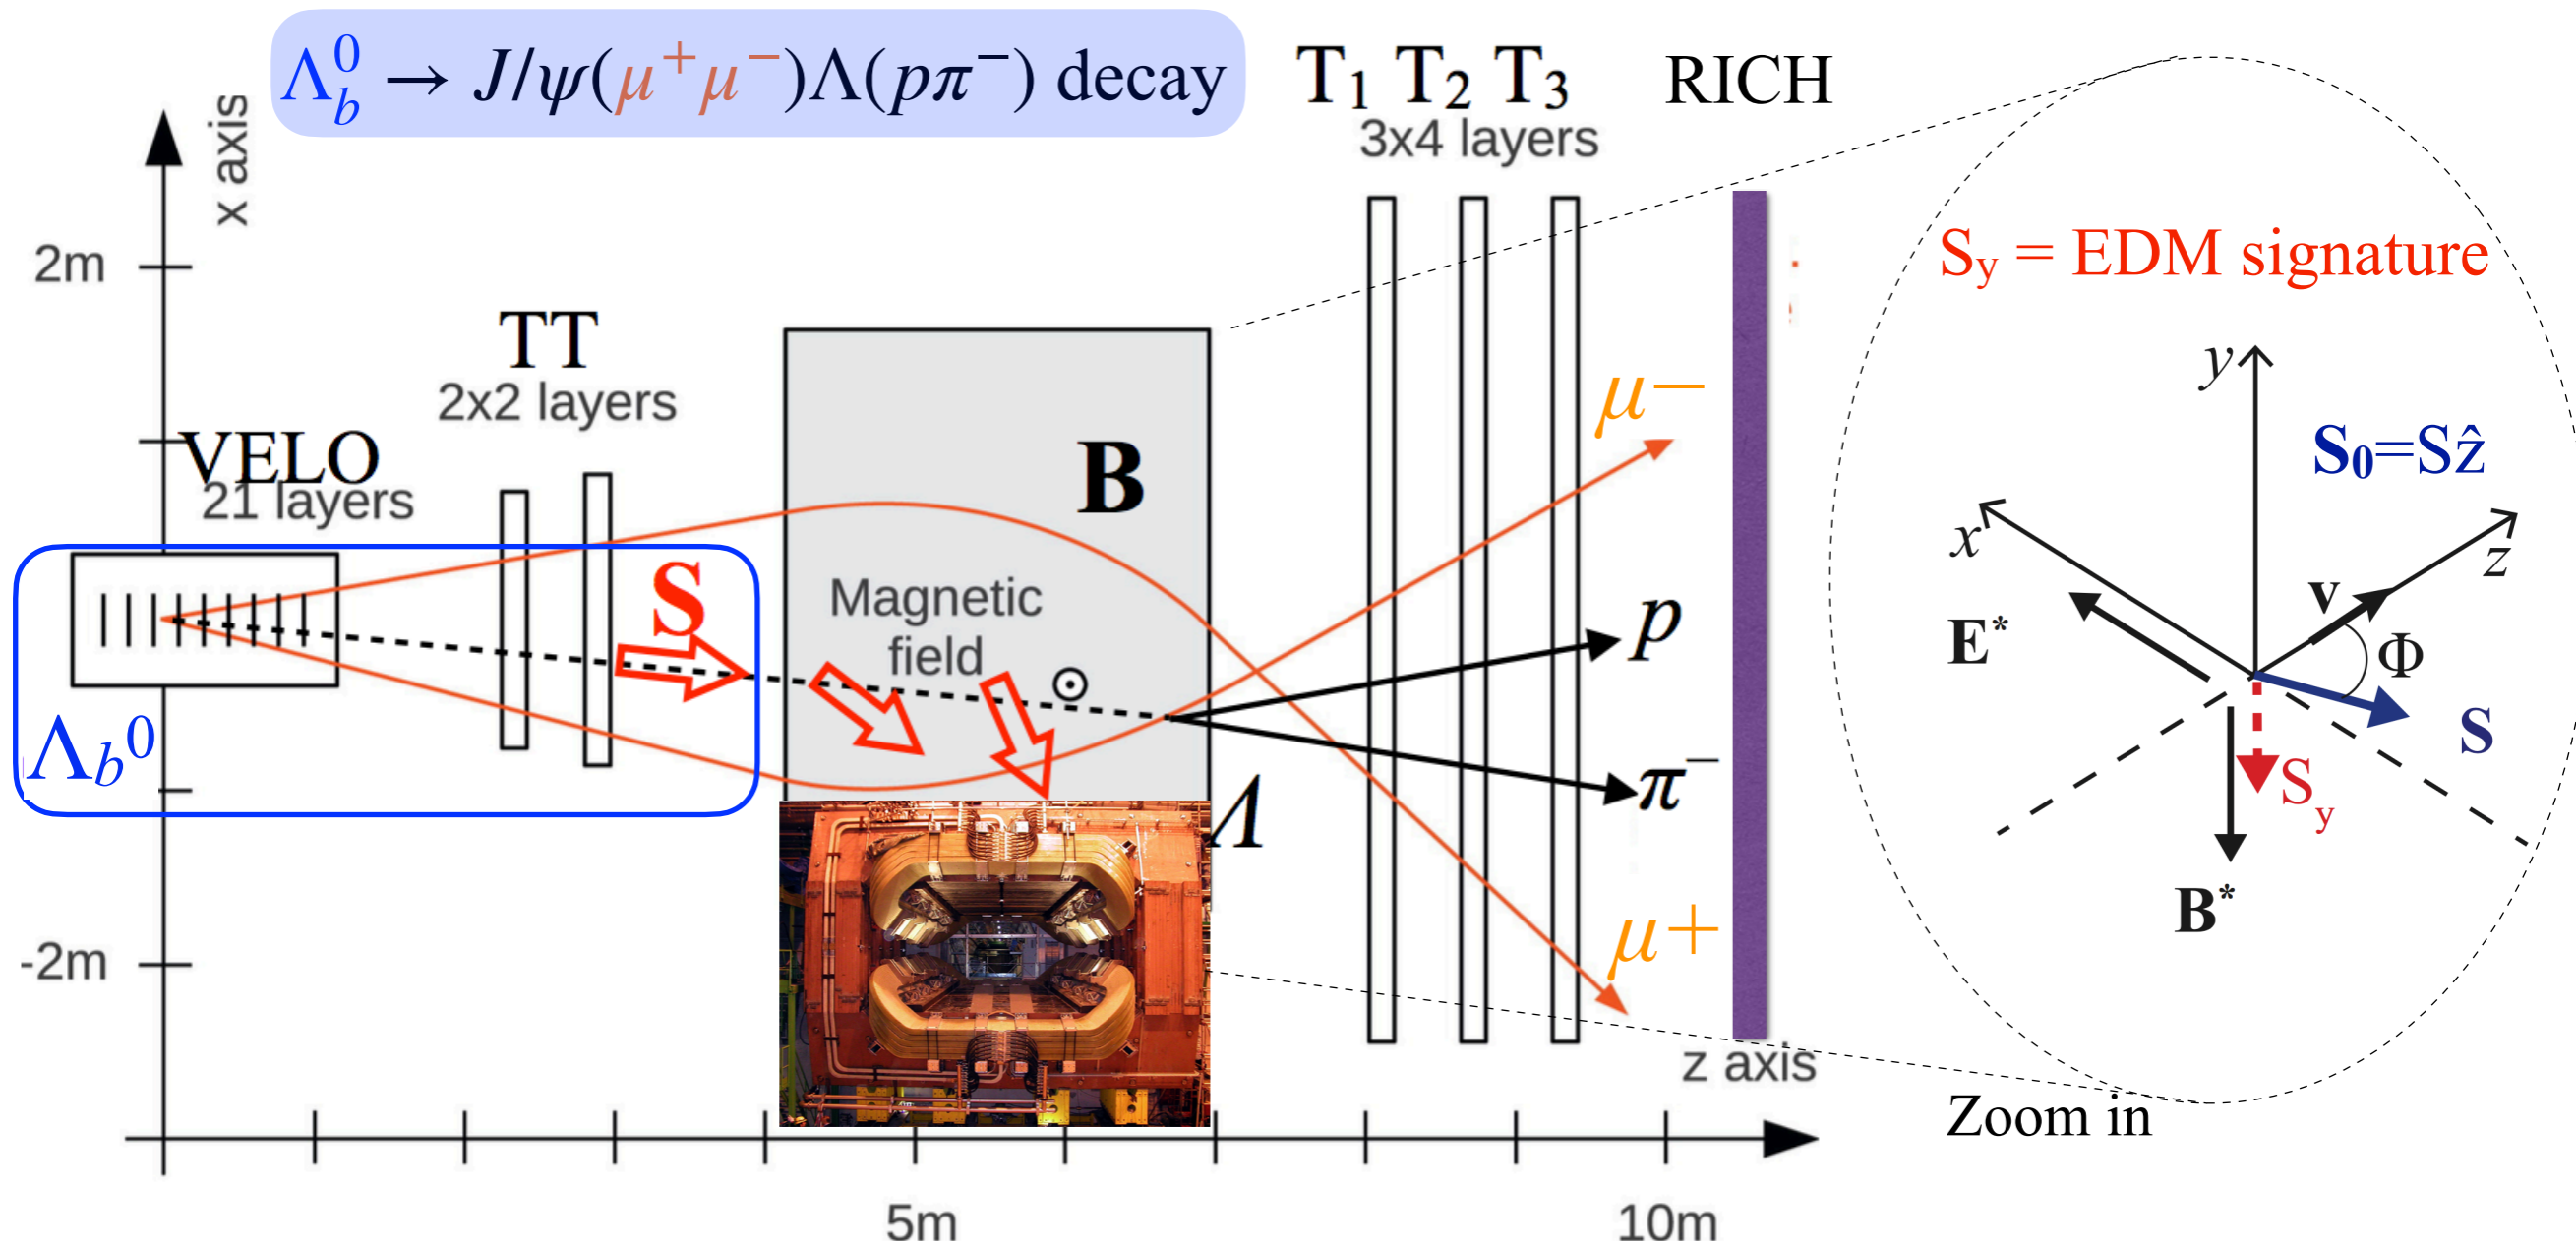 Λ_b^0 → J/ψ(μ⁺μ⁻)Λ(pπ⁻) decay
T₁ T₂ T₃
3x4 layers
RICH
x axis
2m
TT
2x2 layers
VELO
21 layers
S
B
Magnetic
field
Λ_b^0
μ−
p
π⁻
Λ
μ+
-2m
z axis
5m
10m
S_y = EDM signature
y
S₀=Sẑ
x
z
v
E*
Φ
S
S_y
B*
Zoom in